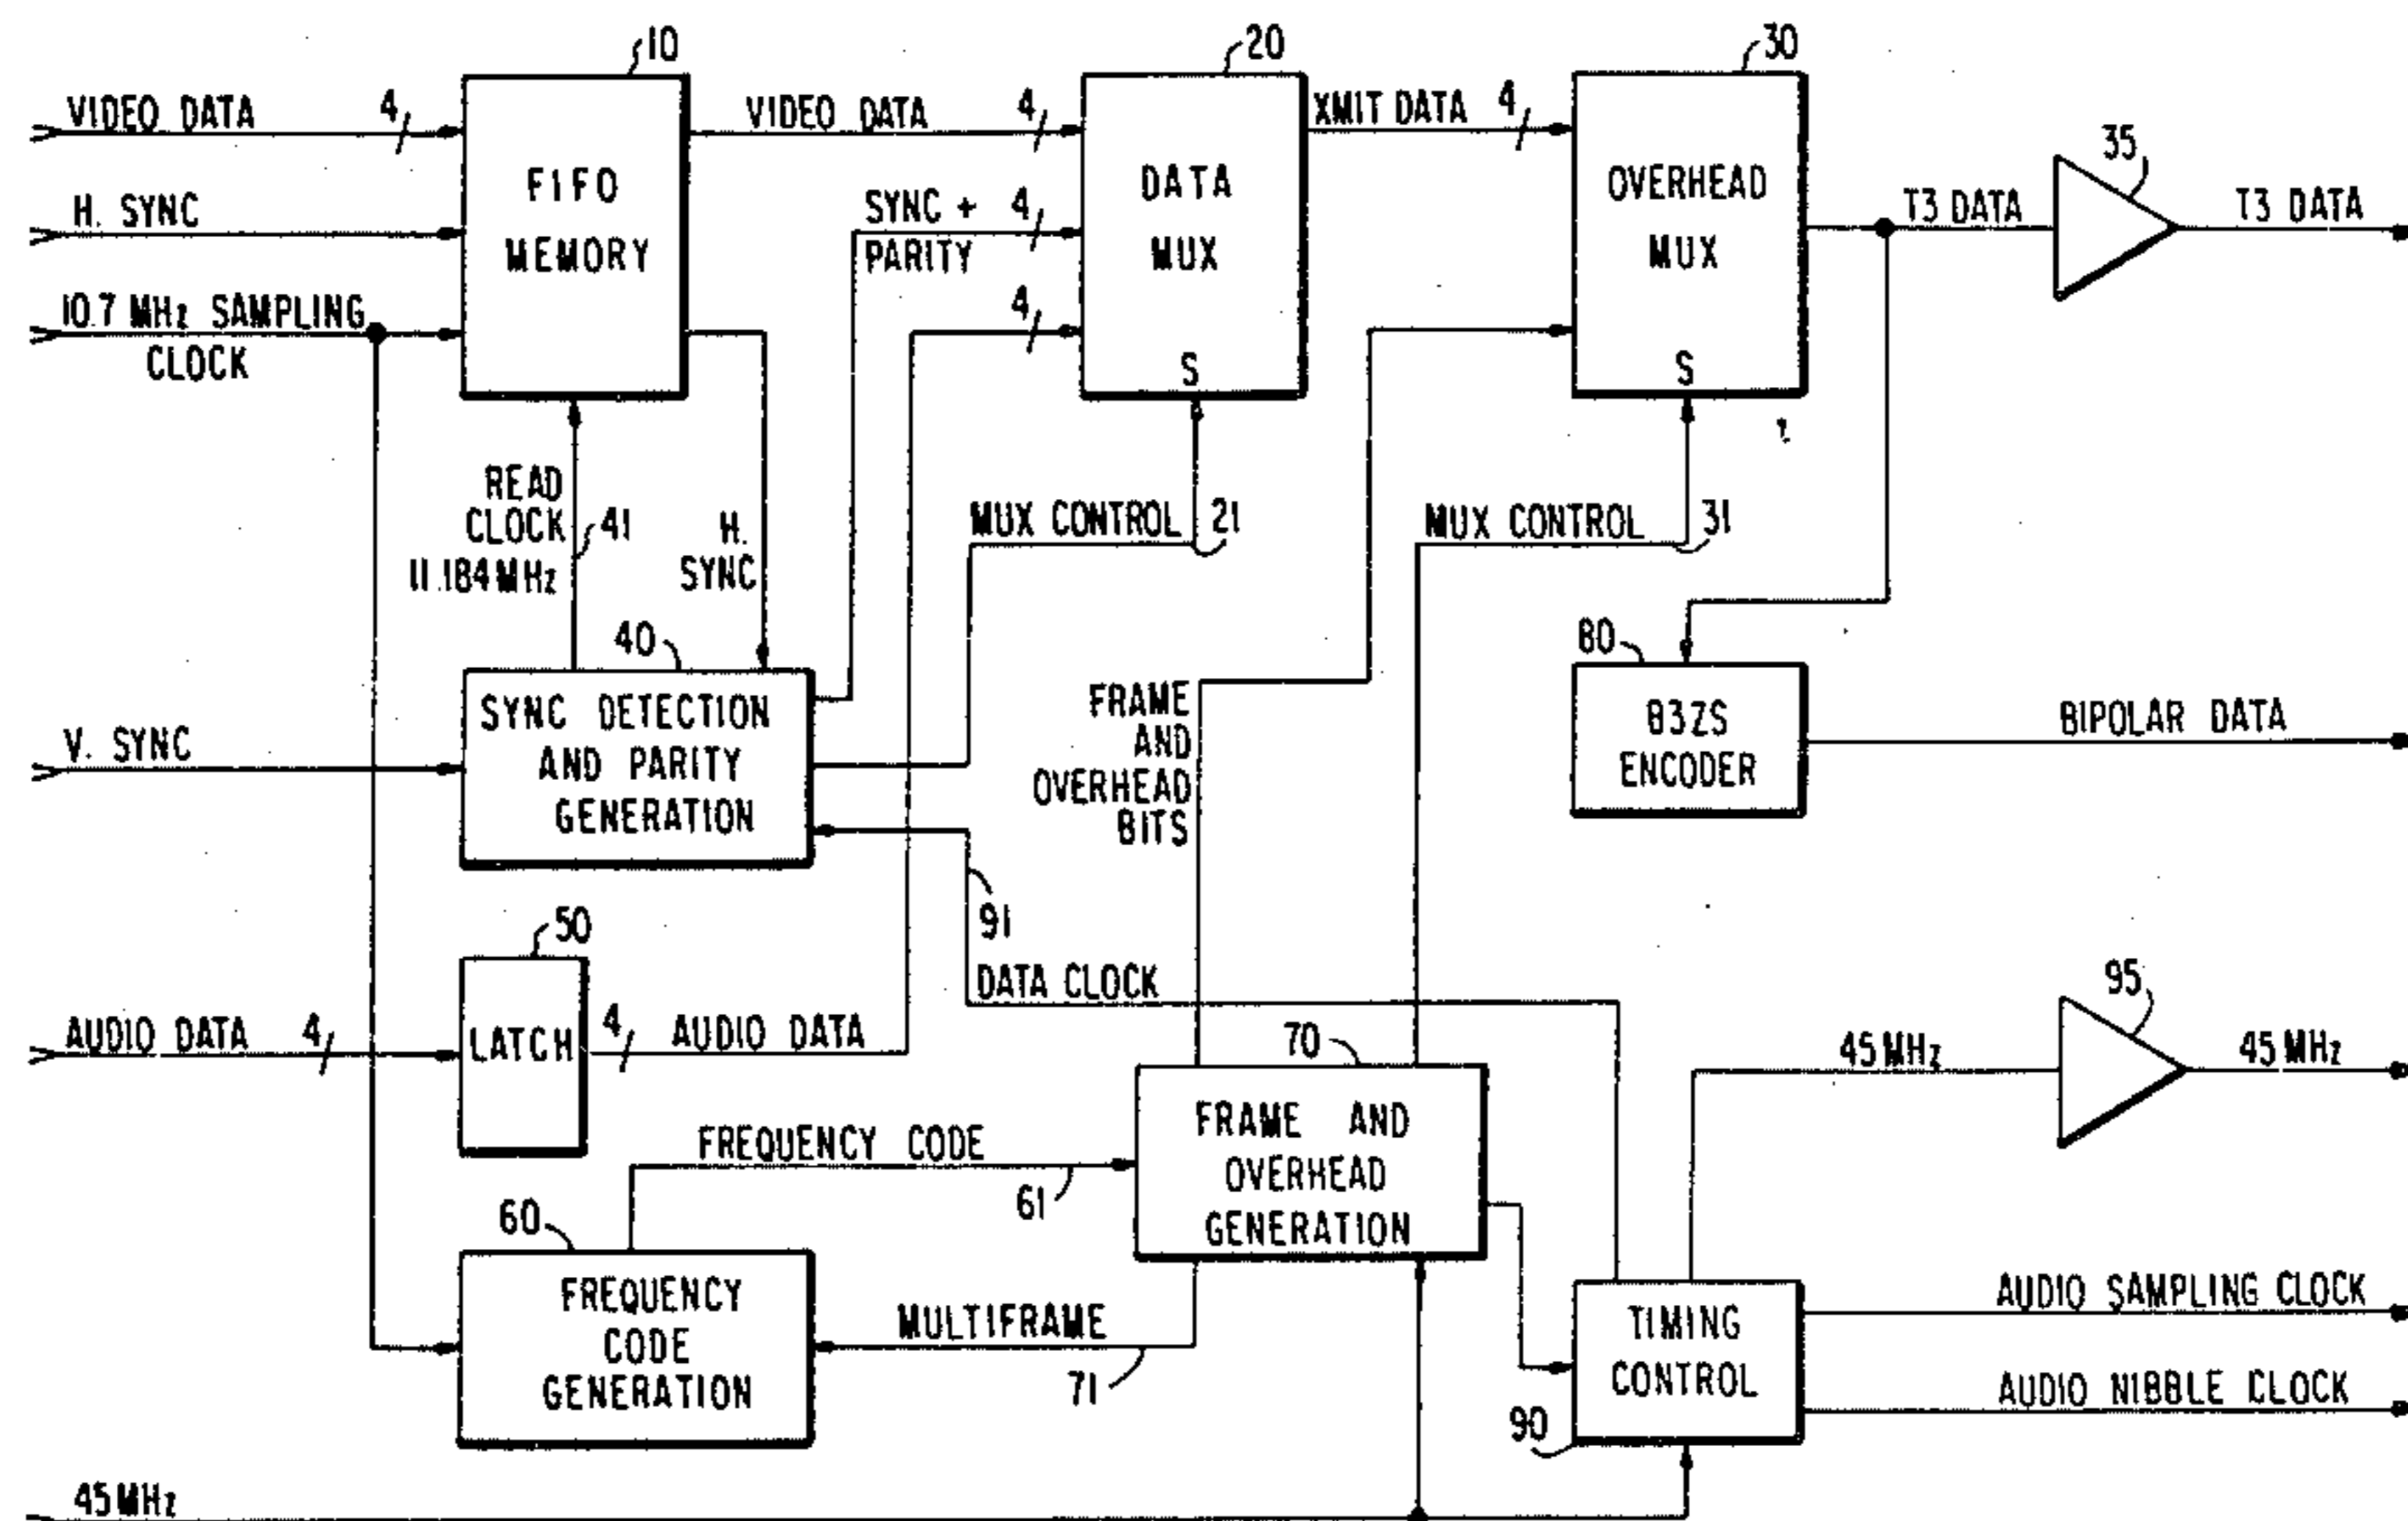 10
20
30
VIDEO DATA 4
FIFO
MEMORY
VIDEO DATA 4
DATA
MUX
S
XMIT DATA 4
OVERHEAD
MUX
S
35
T3 DATA
T3 DATA
H. SYNC
SYNC + 4
PARITY
4
10.7 MHz SAMPLING
CLOCK
READ
CLOCK
41
11.184 MHz
H.
SYNC
MUX CONTROL
21
MUX CONTROL
31
40
SYNC DETECTION
AND PARITY
GENERATION
V. SYNC
FRAME
AND
OVERHEAD
BITS
80
B3ZS
ENCODER
BIPOLAR DATA
91
DATA CLOCK
50
LATCH
AUDIO DATA 4
4 AUDIO DATA
70
FRAME AND
OVERHEAD
GENERATION
95
45 MHz
45 MHz
FREQUENCY CODE
61
60
FREQUENCY
CODE
GENERATION
MULTIFRAME
71
TIMING
CONTROL
90
AUDIO SAMPLING CLOCK
AUDIO NIBBLE CLOCK
45 MHz